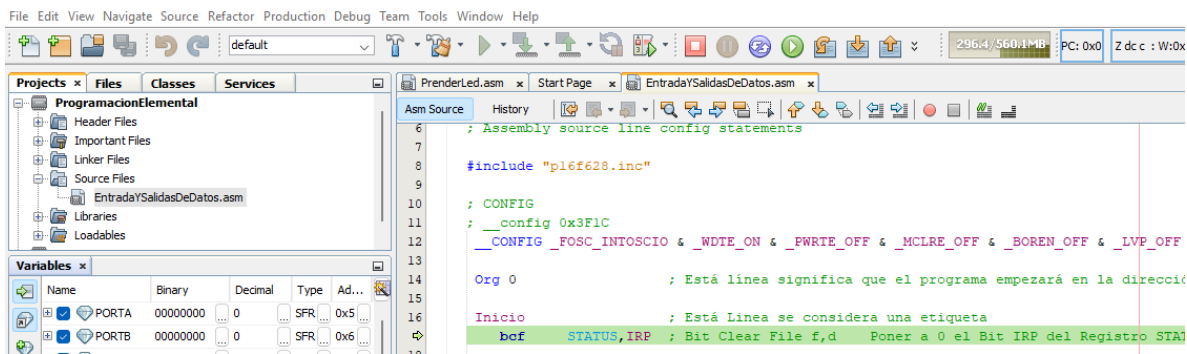 File Edit View Navigate Source Refactor Production Debug Team Tools Window Help
default
296.4/560.1MB PC: 0x0 Z dc c : W:0x
Projects x Files Classes Services
ProgramacionElemental
Header Files
Important Files
Linker Files
Source Files
EntradaYSalidasDeDatos.asm
Libraries
Loadables
Variables x
Name Binary Decimal Type Ad...
PORTA 00000000 ... 0 ... SFR ... 0x5 ...
PORTB 00000000 ... 0 ... SFR ... 0x6 ...
PrenderLed.asm x Start Page x EntradaYSalidasDeDatos.asm x
Asm Source History
6 ; Assembly source line config statements
7
8 #include "p16f628.inc"
9
10 ; CONFIG
11 ; __config 0x3F1C
12 __CONFIG _FOSC_INTOSCIO & _WDTE_ON & _PWRTE_OFF & _MCLRE_OFF & _BOREN_OFF & _LVP_OFF
13
14 Org 0 ; Está línea significa que el programa empezará en la direcció
15
16 Inicio ; Está Linea se considera una etiqueta
bcf STATUS,IRP ; Bit Clear File f,d Poner a 0 el Bit IRP del Registro STAT